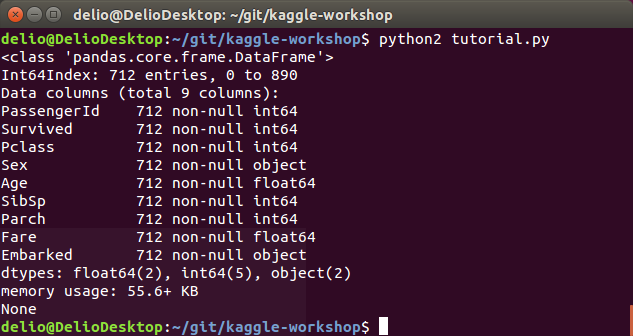 delio@DelioDesktop: ~/git/kaggle-workshop
delio@DelioDesktop:~/git/kaggle-workshop$ python2 tutorial.py
<class 'pandas.core.frame.DataFrame'>
Int64Index: 712 entries, 0 to 890
Data columns (total 9 columns):
PassengerId    712 non-null int64
Survived       712 non-null int64
Pclass         712 non-null int64
Sex            712 non-null object
Age            712 non-null float64
SibSp          712 non-null int64
Parch          712 non-null int64
Fare           712 non-null float64
Embarked       712 non-null object
dtypes: float64(2), int64(5), object(2)
memory usage: 55.6+ KB
None
delio@DelioDesktop:~/git/kaggle-workshop$